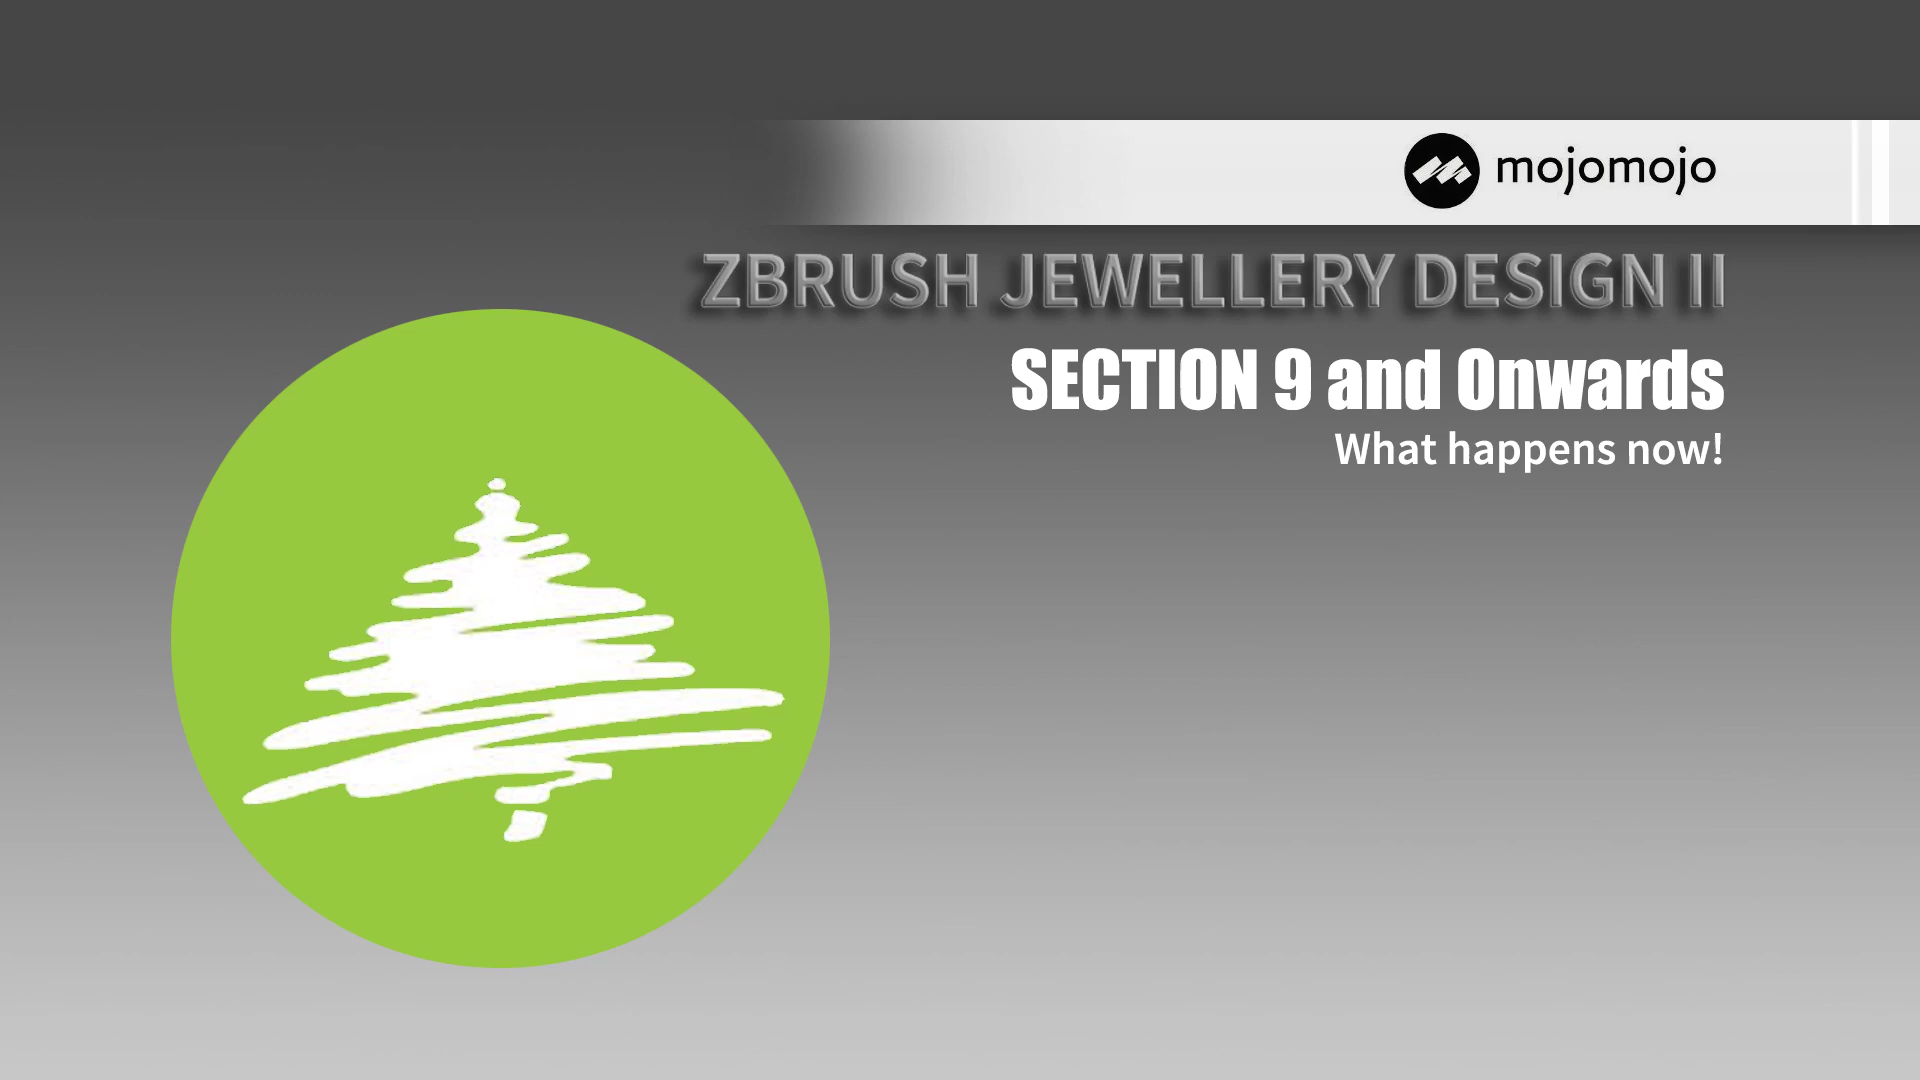 mojomojo
ZBRUSH JEWELLERY DESIGN II
SECTION 9 and Onwards
What happens now!